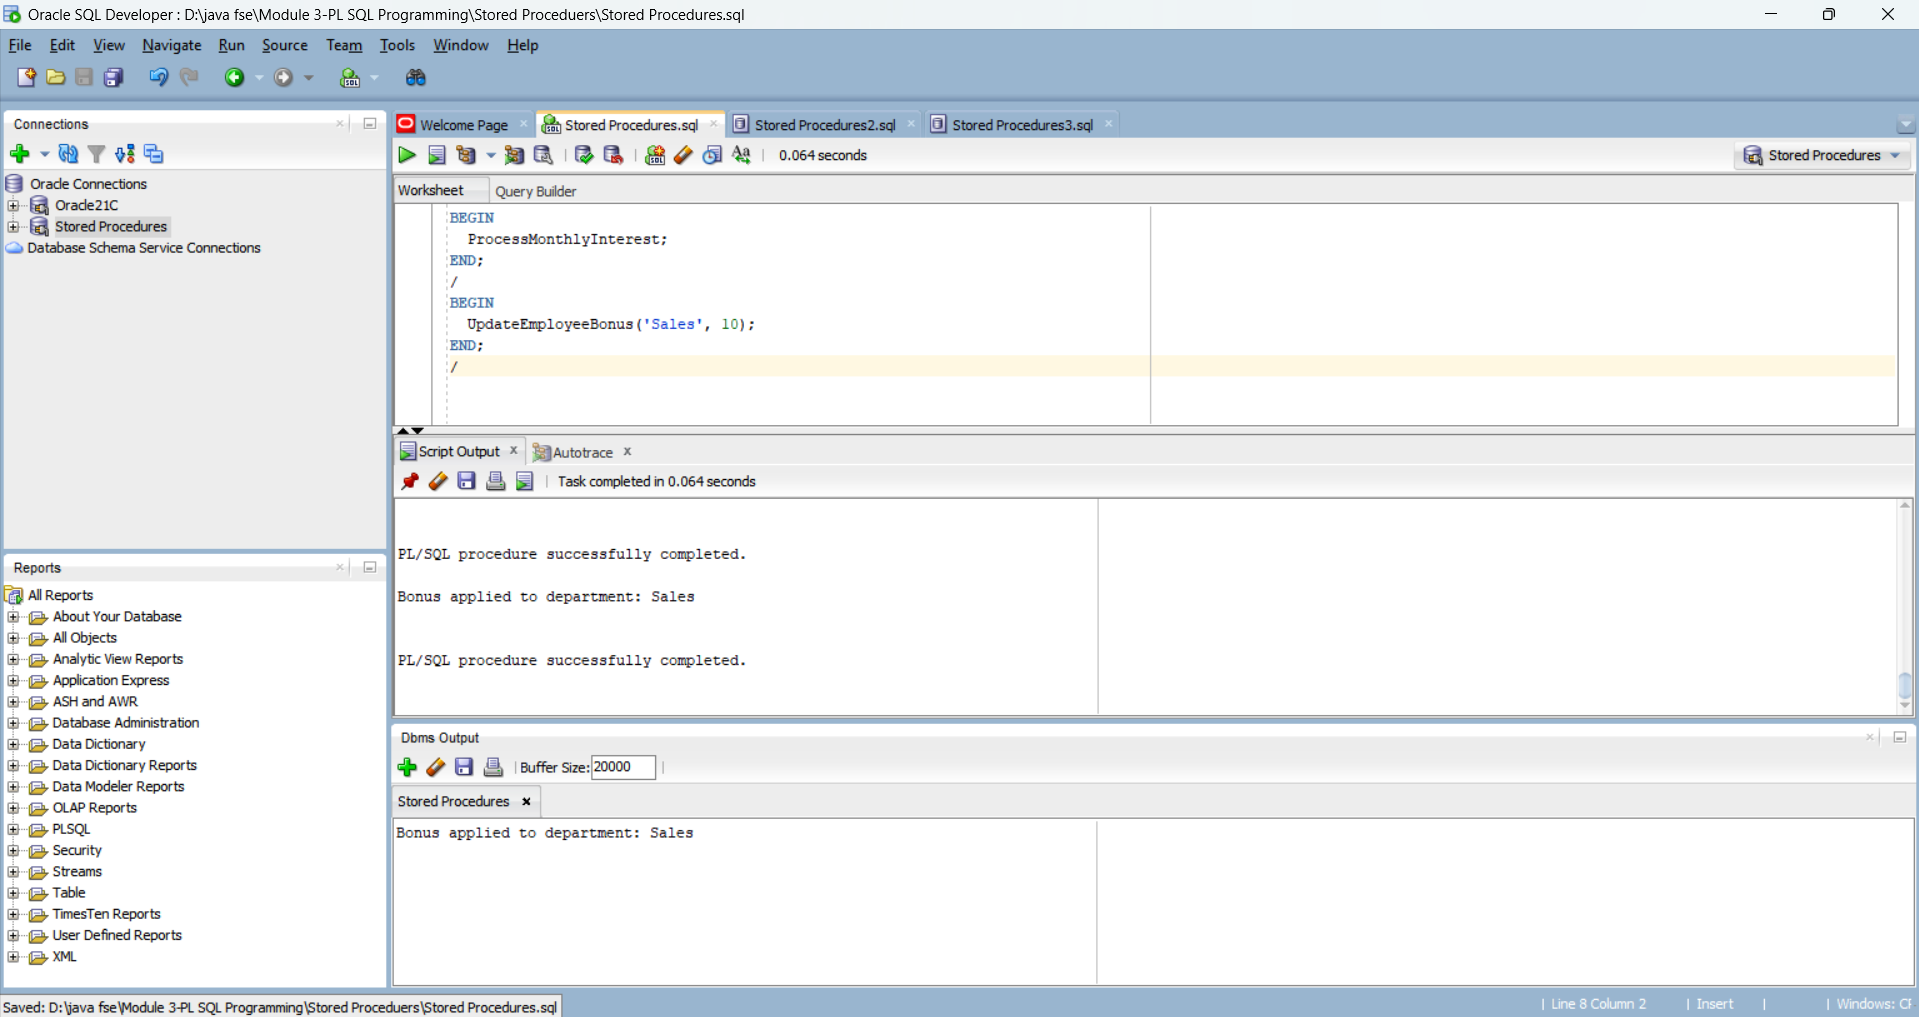 Oracle SQL Developer : D:\java fse\Module 3-PL SQL Programming\Stored Proceduers\Stored Procedures.sql
File Edit View Navigate Run Source Team Tools Window Help
Connections
Oracle Connections
Oracle21C
Stored Procedures
Database Schema Service Connections
Reports
All Reports
About Your Database
All Objects
Analytic View Reports
Application Express
ASH and AWR
Database Administration
Data Dictionary
Data Dictionary Reports
Data Modeler Reports
OLAP Reports
PLSQL
Security
Streams
Table
TimesTen Reports
User Defined Reports
XML
Welcome Page Stored Procedures.sql Stored Procedures2.sql Stored Procedures3.sql
0.064 seconds Stored Procedures
Worksheet Query Builder
BEGIN
ProcessMonthlyInterest;
END;
/
BEGIN
UpdateEmployeeBonus('Sales', 10);
END;
/
Script Output Autotrace
Task completed in 0.064 seconds
PL/SQL procedure successfully completed.
Bonus applied to department: Sales
PL/SQL procedure successfully completed.
Dbms Output
Buffer Size: 20000
Stored Procedures
Bonus applied to department: Sales
Saved: D:\java fse\Module 3-PL SQL Programming\Stored Proceduers\Stored Procedures.sql
Line 8 Column 2 Insert Windows: CF